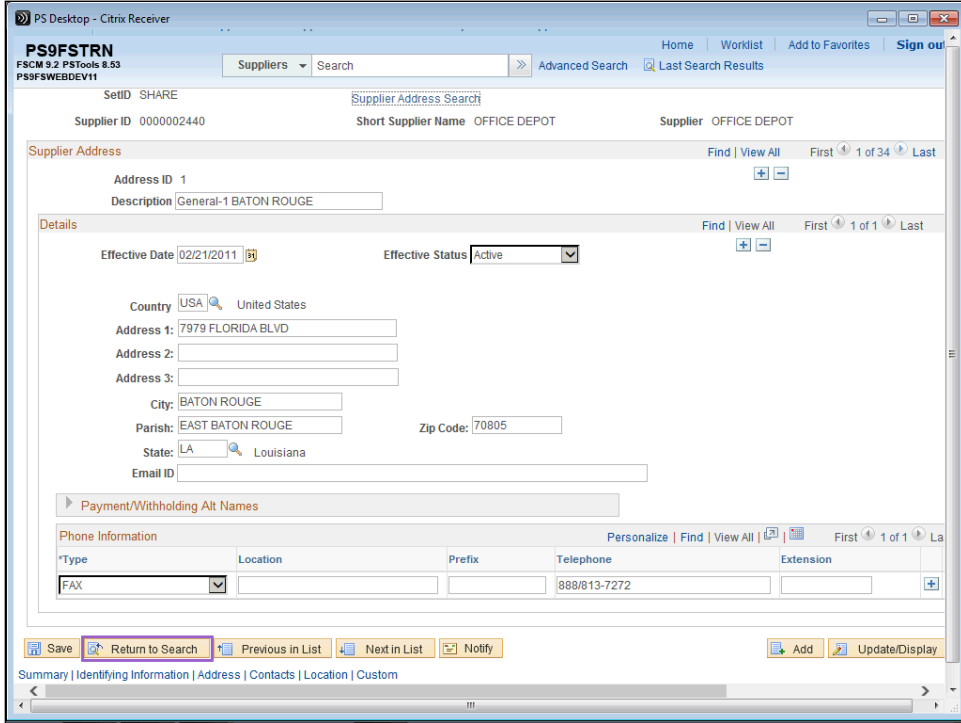 PS Desktop - Citrix Receiver
PS9FSTRN
FSCM 9.2 PSTools 8.53
PS9FSWEBDEV11
Home Worklist Add to Favorites Sign out
Suppliers Search Advanced Search Last Search Results
SetID SHARE Supplier Address Search
Supplier ID 0000002440 Short Supplier Name OFFICE DEPOT Supplier OFFICE DEPOT
Supplier Address Find | View All First 1 of 34 Last
Address ID 1
Description General-1 BATON ROUGE
Details Find | View All First 1 of 1 Last
Effective Date 02/21/2011 31 Effective Status Active
Country USA United States
Address 1: 7979 FLORIDA BLVD
Address 2:
Address 3:
City: BATON ROUGE
Parish: EAST BATON ROUGE Zip Code: 70805
State: LA Louisiana
Email ID
Payment/Withholding Alt Names
Phone Information Personalize | Find | View All | | First 1 of 1 La
*Type Location Prefix Telephone Extension
FAX 888/813-7272
Save Return to Search Previous in List Next in List Notify Add Update/Display
Summary | Identifying Information | Address | Contacts | Location | Custom